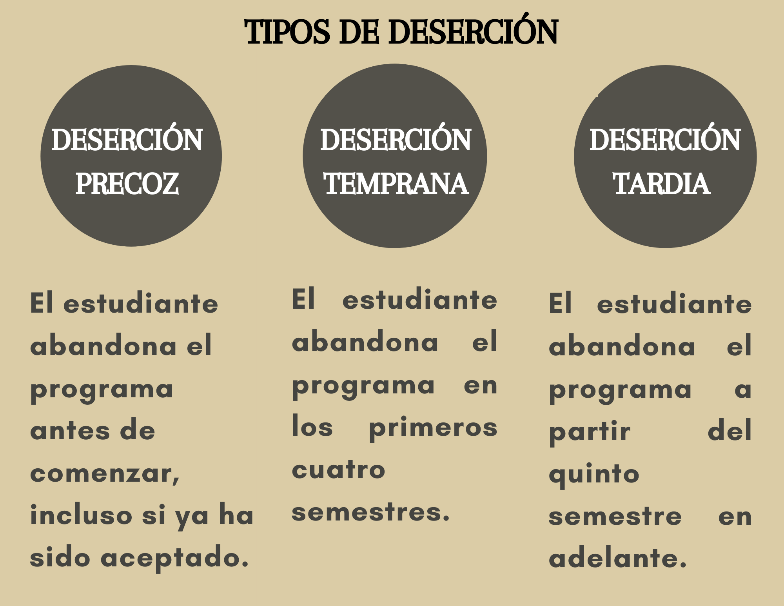 TIPOS DE DESERCIÓN
DESERCIÓN
PRECOZ
El estudiante
abandona el
programa
antes de
comenzar,
incluso si ya ha
sido aceptado.
DESERCIÓN
TEMPRANA
El estudiante
abandona el
programa en
los primeros
cuatro
semestres.
DESERCIÓN
TARDIA
El estudiante
abandona el
programa a
partir del
quinto
semestre en
adelante.